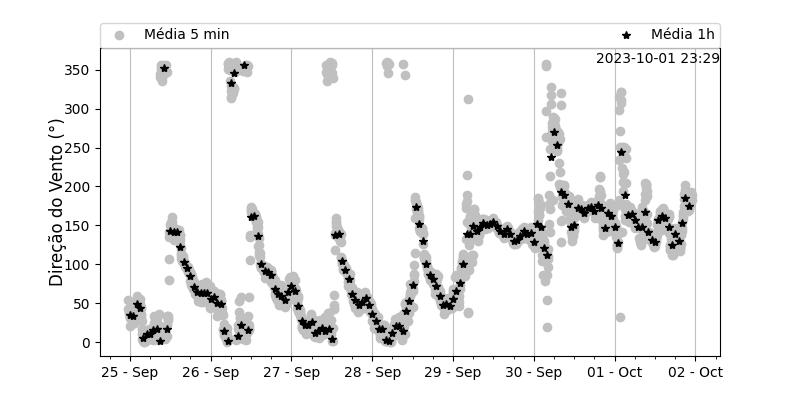 Média 5 min
Média 1h
2023-10-01 23:29
Direção do Vento (°)
350
300
250
200
150
100
50
0
25 - Sep
26 - Sep
27 - Sep
28 - Sep
29 - Sep
30 - Sep
01 - Oct
02 - Oct